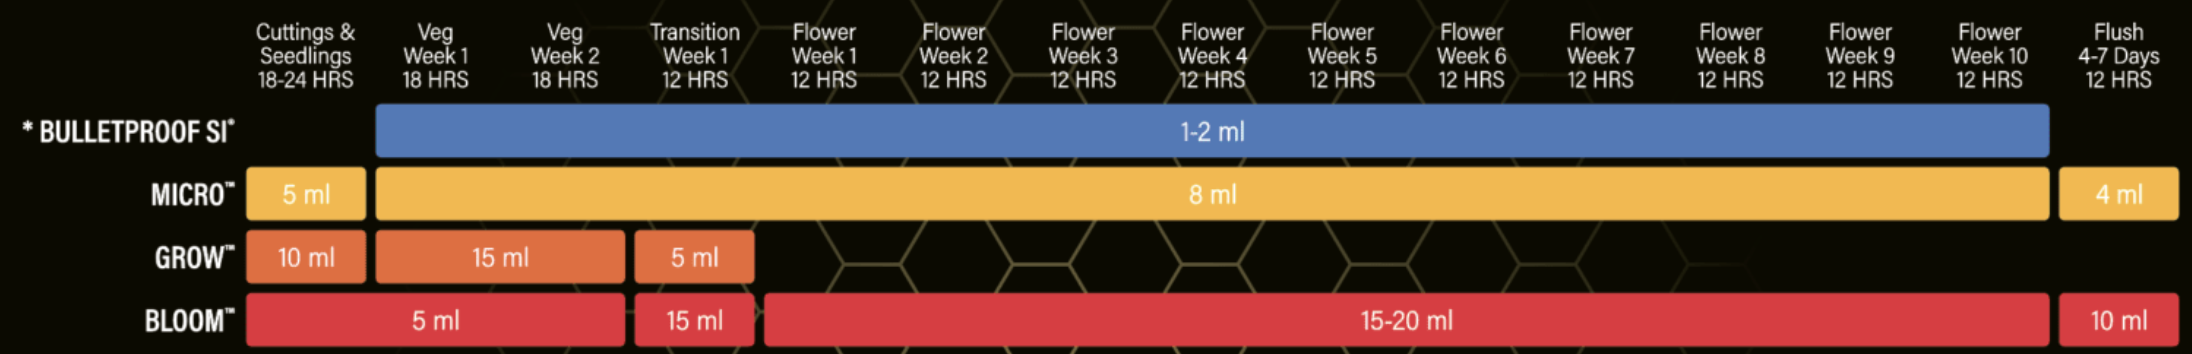 Cuttings & Seedlings 18-24 HRS
Veg Week 1 18 HRS
Veg Week 2 18 HRS
Transition Week 1 12 HRS
Flower Week 1 12 HRS
Flower Week 2 12 HRS
Flower Week 3 12 HRS
Flower Week 4 12 HRS
Flower Week 5 12 HRS
Flower Week 6 12 HRS
Flower Week 7 12 HRS
Flower Week 8 12 HRS
Flower Week 9 12 HRS
Flower Week 10 12 HRS
Flush 4-7 Days 12 HRS
* BULLETPROOF SI® 1-2 ml
MICRO™ 5 ml 8 ml 4 ml
GROW™ 10 ml 15 ml 5 ml
BLOOM™ 5 ml 15 ml 15-20 ml 10 ml